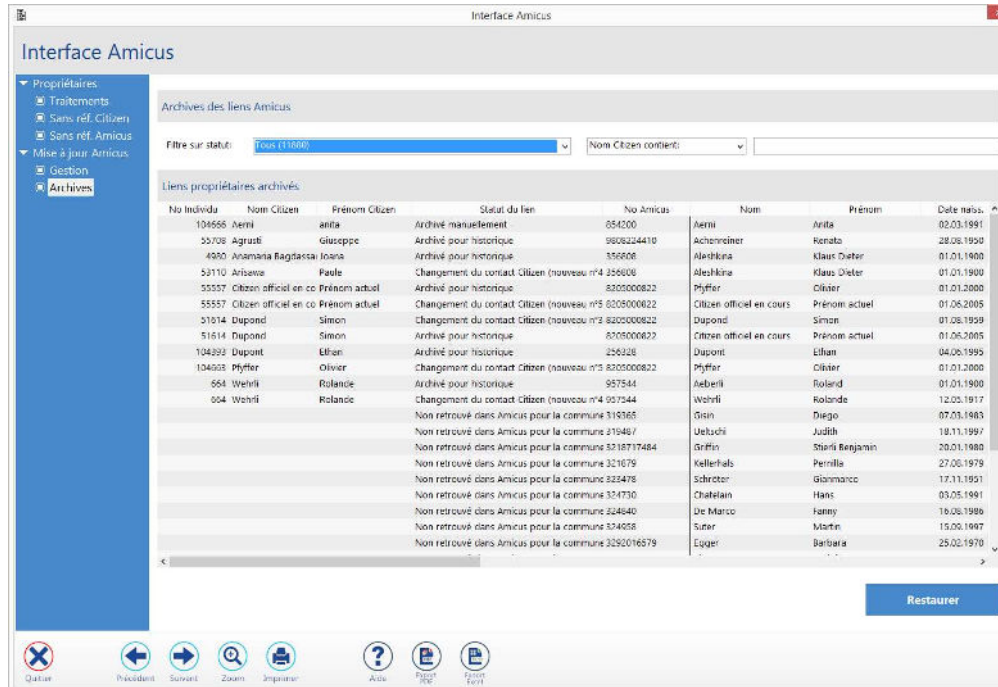 Interface Amicus
Interface Amicus
Propriétaires
Traitements
Sans réf. Citizen
Sans réf. Amicus
Mise à jour Amicus
Gestion
Archives
Archives des liens Amicus
Filtre sur statut: Tous (11880) Nom Citizen contient:
Liens propriétaires archivés
No Individu Nom Citizen Prénom Citizen Statut du lien No Amicus Nom Prénom Date naiss.
104666 Aerni anita Archivé manuellement 854200 Aerni Anita 02.03.1991
55708 Agrusti Giuseppe Archivé pour historique 9808224410 Achenreiner Renata 28.08.1950
4980 Anamaria Bagdassa Joana Archivé pour historique 356808 Aleshkina Klaus Dieter 01.01.1900
53110 Arisawa Paule Changement du contact Citizen (nouveau n°4 356808 Aleshkina Klaus Dieter 01.01.1900
55557 Citizen officiel en co Prénom actuel Archivé pour historique 8205000822 Pfyffer Olivier 01.01.2000
55557 Citizen officiel en co Prénom actuel Changement du contact Citizen (nouveau n°5 8205000822 Citizen officiel en cours Prénom actuel 01.06.2005
51614 Dupond Simon Changement du contact Citizen (nouveau n°3 8205000822 Dupond Simon 01.08.1959
51614 Dupond Simon Archivé pour historique 8205000822 Citizen officiel en cours Prénom actuel 01.06.2005
104393 Dupont Ethan Archivé pour historique 256328 Dupont Ethan 04.06.1995
104663 Pfyffer Olivier Changement du contact Citizen (nouveau n°5 8205000822 Pfyffer Olivier 01.01.2000
664 Wehrli Rolande Archivé pour historique 957544 Aeberli Roland 01.01.1900
664 Wehrli Rolande Changement du contact Citizen (nouveau n°4 957544 Wehrli Rolande 12.05.1917
Non retrouvé dans Amicus pour la commune 319365 Gisin Diego 07.03.1983
Non retrouvé dans Amicus pour la commune 319487 Ueltschi Judith 18.11.1997
Non retrouvé dans Amicus pour la commune 3218717484 Griffin Stierli Benjamin 20.01.1980
Non retrouvé dans Amicus pour la commune 321679 Kellerhals Pernilla 27.08.1979
Non retrouvé dans Amicus pour la commune 323478 Schröter Gianmarco 17.11.1951
Non retrouvé dans Amicus pour la commune 324730 Chatelain Hans 03.05.1991
Non retrouvé dans Amicus pour la commune 324840 De Marco Fanny 16.08.1986
Non retrouvé dans Amicus pour la commune 324958 Suter Martin 15.09.1997
Non retrouvé dans Amicus pour la commune 3292016579 Egger Barbara 25.02.1970
Restaurer
Quitter Précédent Suivant Zoom Imprimer Aide Export PDF Export Excel